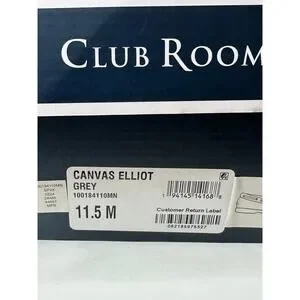 CLUB ROOM
CANVAS ELLIOT
GREY
100184110MN
11.5 M
Customer Return Label